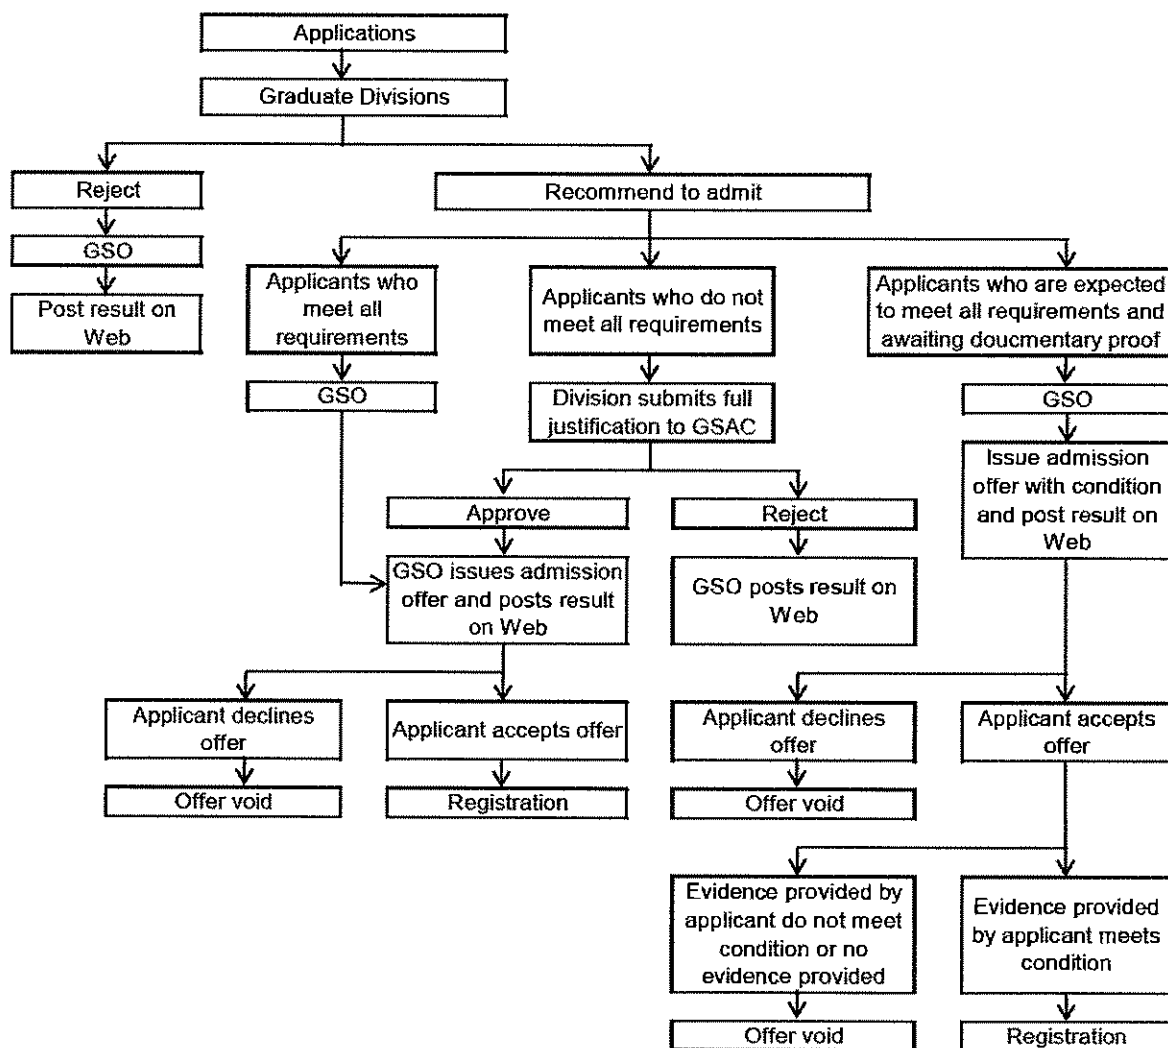 Applications
Graduate Divisions
Reject
Recommend to admit
GSO
Post result on
Web
Applicants who
meet all
requirements
Applicants who do not
meet all requirements
Applicants who are expected
to meet all requirements and
awaiting doucmentary proof
GSO
Division submits full
justification to GSAC
GSO
Issue admission
offer with condition
and post result on
Web
Approve
Reject
GSO issues admission
offer and posts result
on Web
GSO posts result on
Web
Applicant declines
offer
Applicant accepts offer
Applicant declines
offer
Applicant accepts
offer
Offer void
Registration
Offer void
Evidence provided by
applicant do not meet
condition or no
evidence provided
Evidence provided
by applicant meets
condition
Offer void
Registration